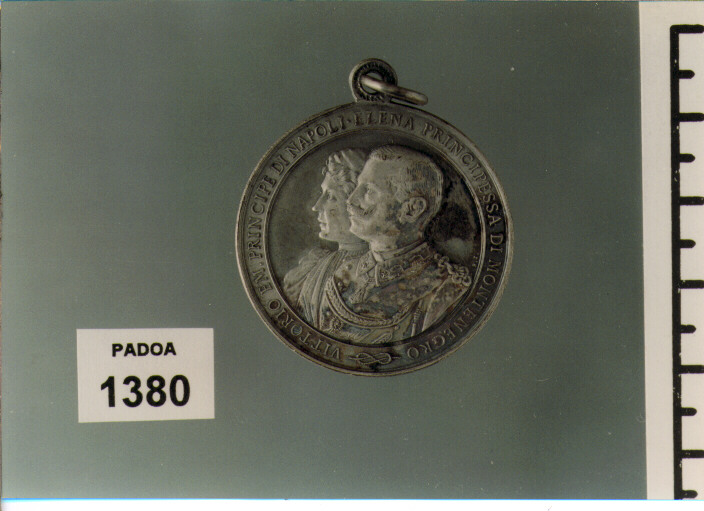 VITTORIO EM. PRINCIPE DI NAPOLI · ELENA PRINCIPESSA DI MONTENEGRO
PADOA
1380